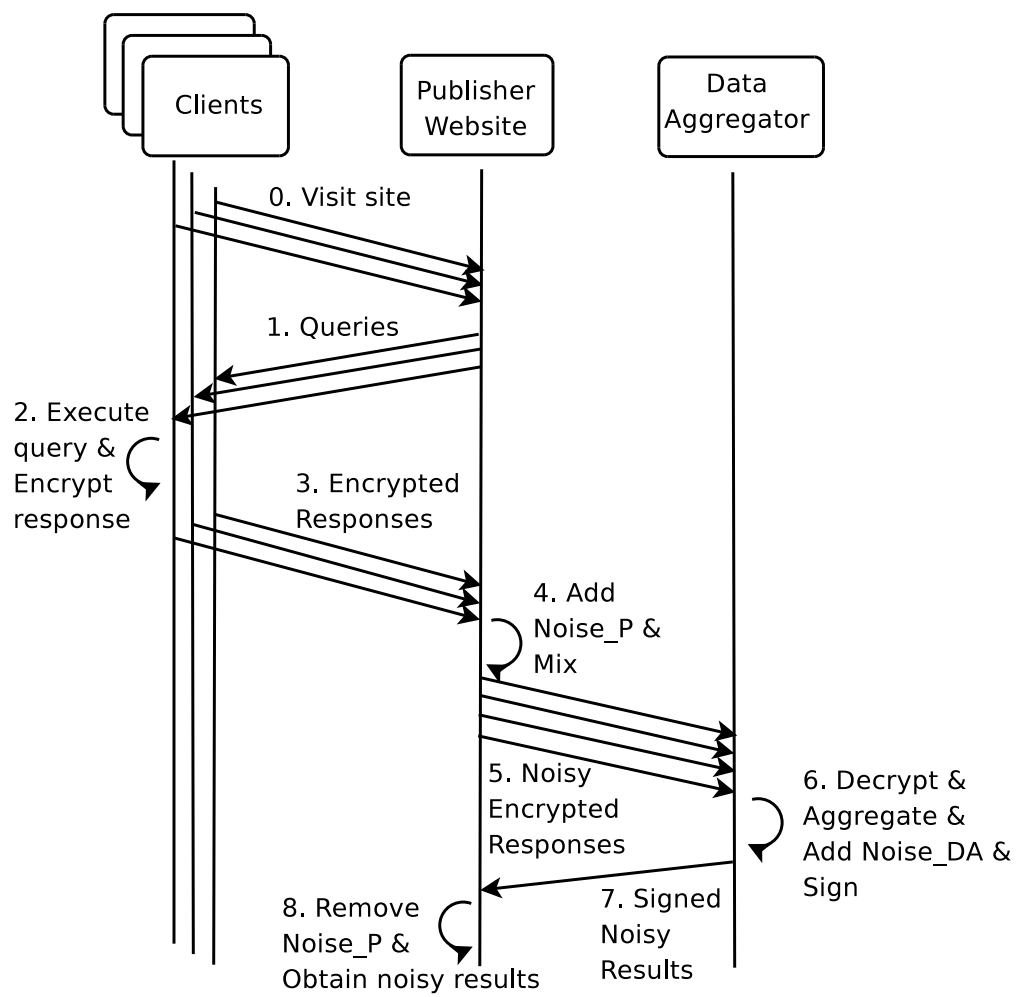 Clients
Publisher
Website
Data
Aggregator
0. Visit site
1. Queries
2. Execute
query &
Encrypt
response
3. Encrypted
Responses
4. Add
Noise_P &
Mix
5. Noisy
Encrypted
Responses
6. Decrypt &
Aggregate &
Add Noise_DA &
Sign
7. Signed
Noisy
Results
8. Remove
Noise_P &
Obtain noisy results